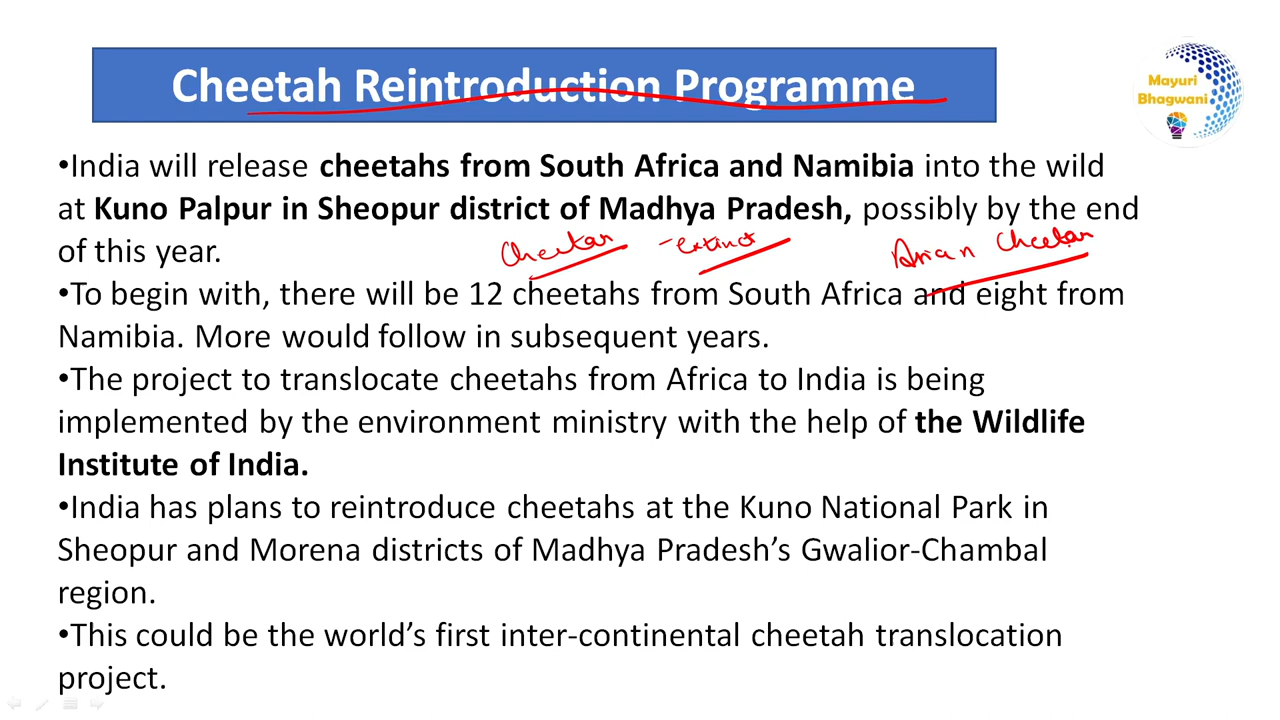 Cheetah Reintroduction Programme
Mayuri
Bhagwani
•India will release cheetahs from South Africa and Namibia into the wild
at Kuno Palpur in Sheopur district of Madhya Pradesh, possibly by the end
of this year.
Cheetah - extinct Asian Cheetah
•To begin with, there will be 12 cheetahs from South Africa and eight from
Namibia. More would follow in subsequent years.
•The project to translocate cheetahs from Africa to India is being
implemented by the environment ministry with the help of the Wildlife
Institute of India.
•India has plans to reintroduce cheetahs at the Kuno National Park in
Sheopur and Morena districts of Madhya Pradesh’s Gwalior-Chambal
region.
•This could be the world’s first inter-continental cheetah translocation
project.